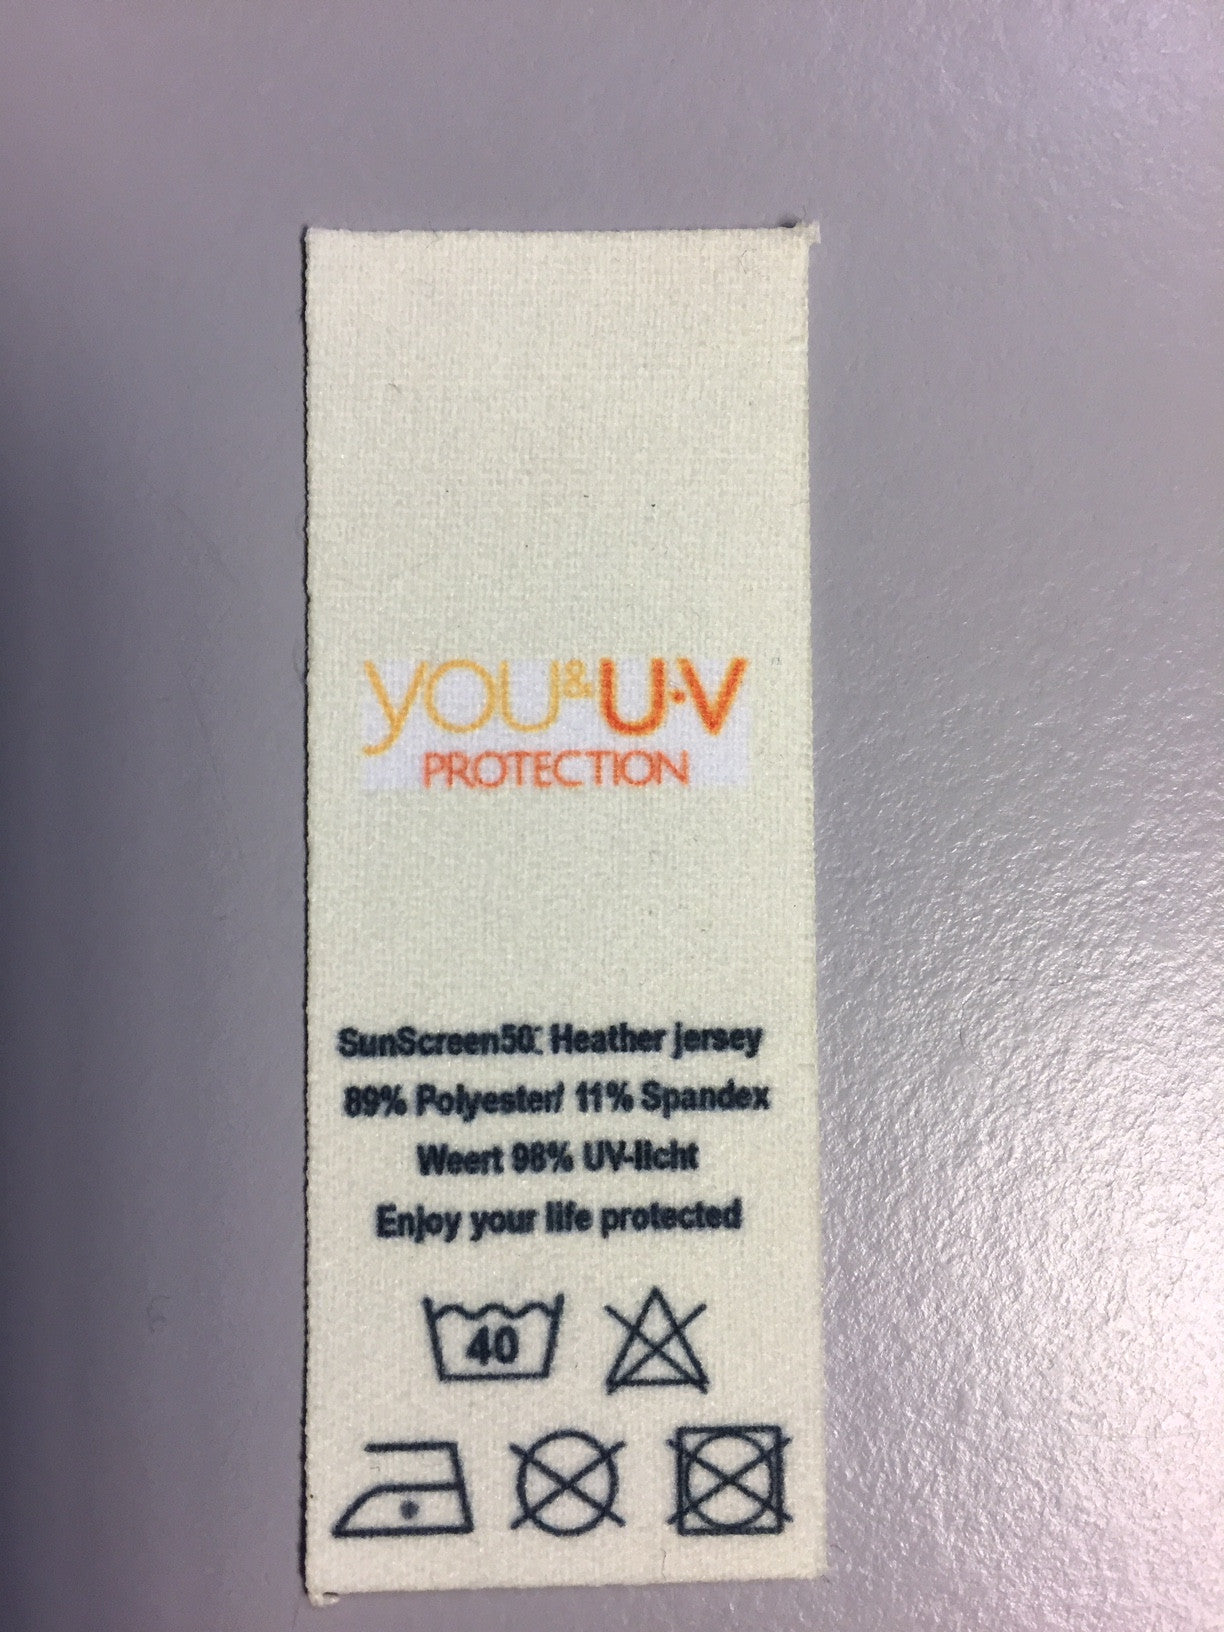 YOU & U·V
PROTECTION
SunScreen50: Heather jersey
89% Polyester/ 11% Spandex
Weert 98% UV-licht
Enjoy your life protected
40